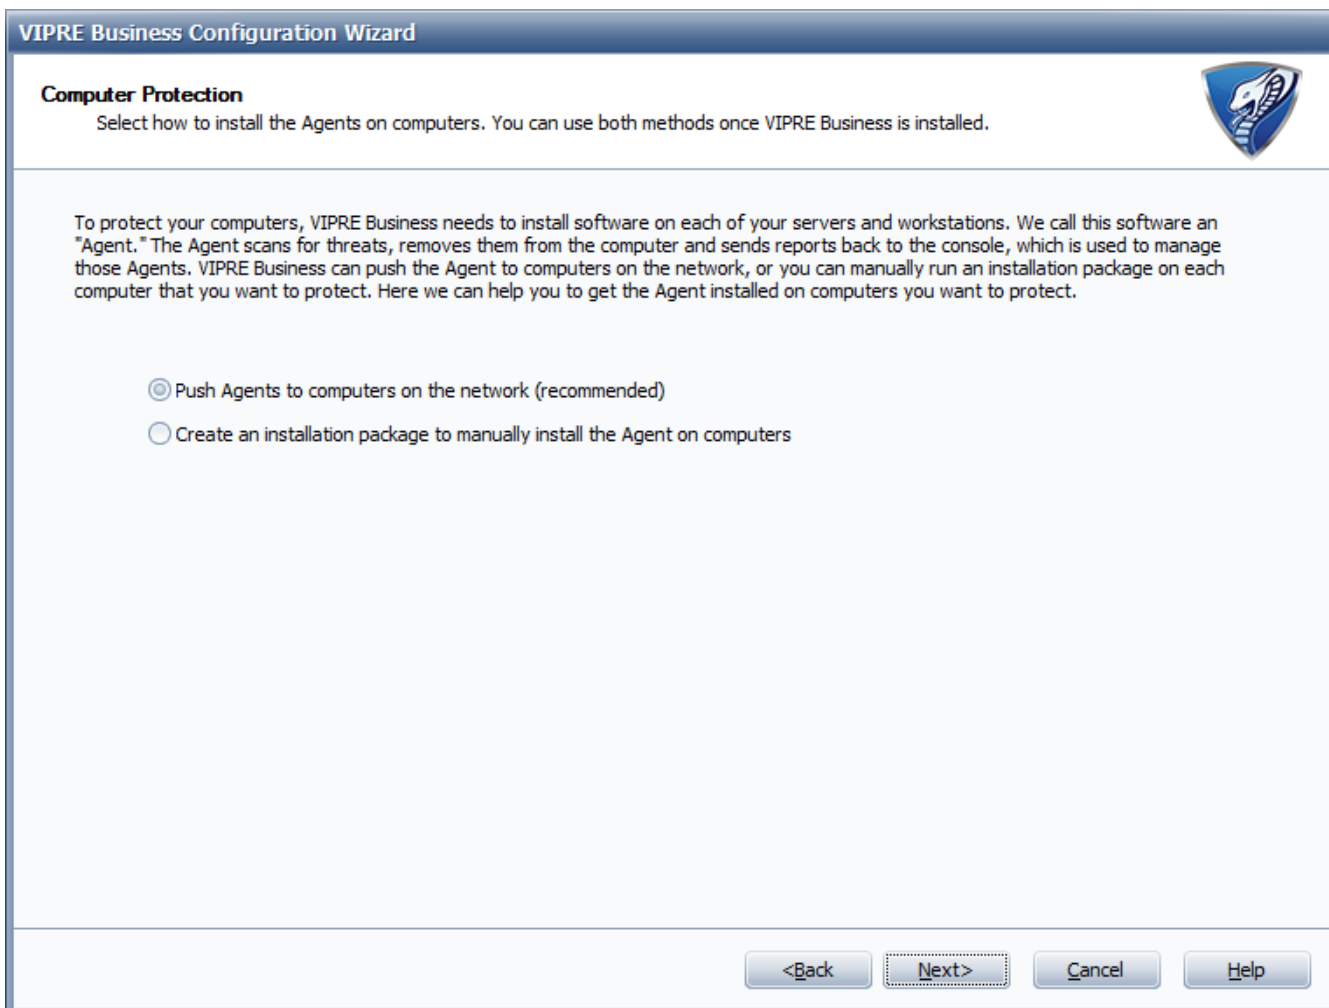 VIPRE Business Configuration Wizard
Computer Protection
Select how to install the Agents on computers. You can use both methods once VIPRE Business is installed.
To protect your computers, VIPRE Business needs to install software on each of your servers and workstations. We call this software an
"Agent." The Agent scans for threats, removes them from the computer and sends reports back to the console, which is used to manage
those Agents. VIPRE Business can push the Agent to computers on the network, or you can manually run an installation package on each
computer that you want to protect. Here we can help you to get the Agent installed on computers you want to protect.
Push Agents to computers on the network (recommended)
Create an installation package to manually install the Agent on computers
<Back Next> Cancel Help